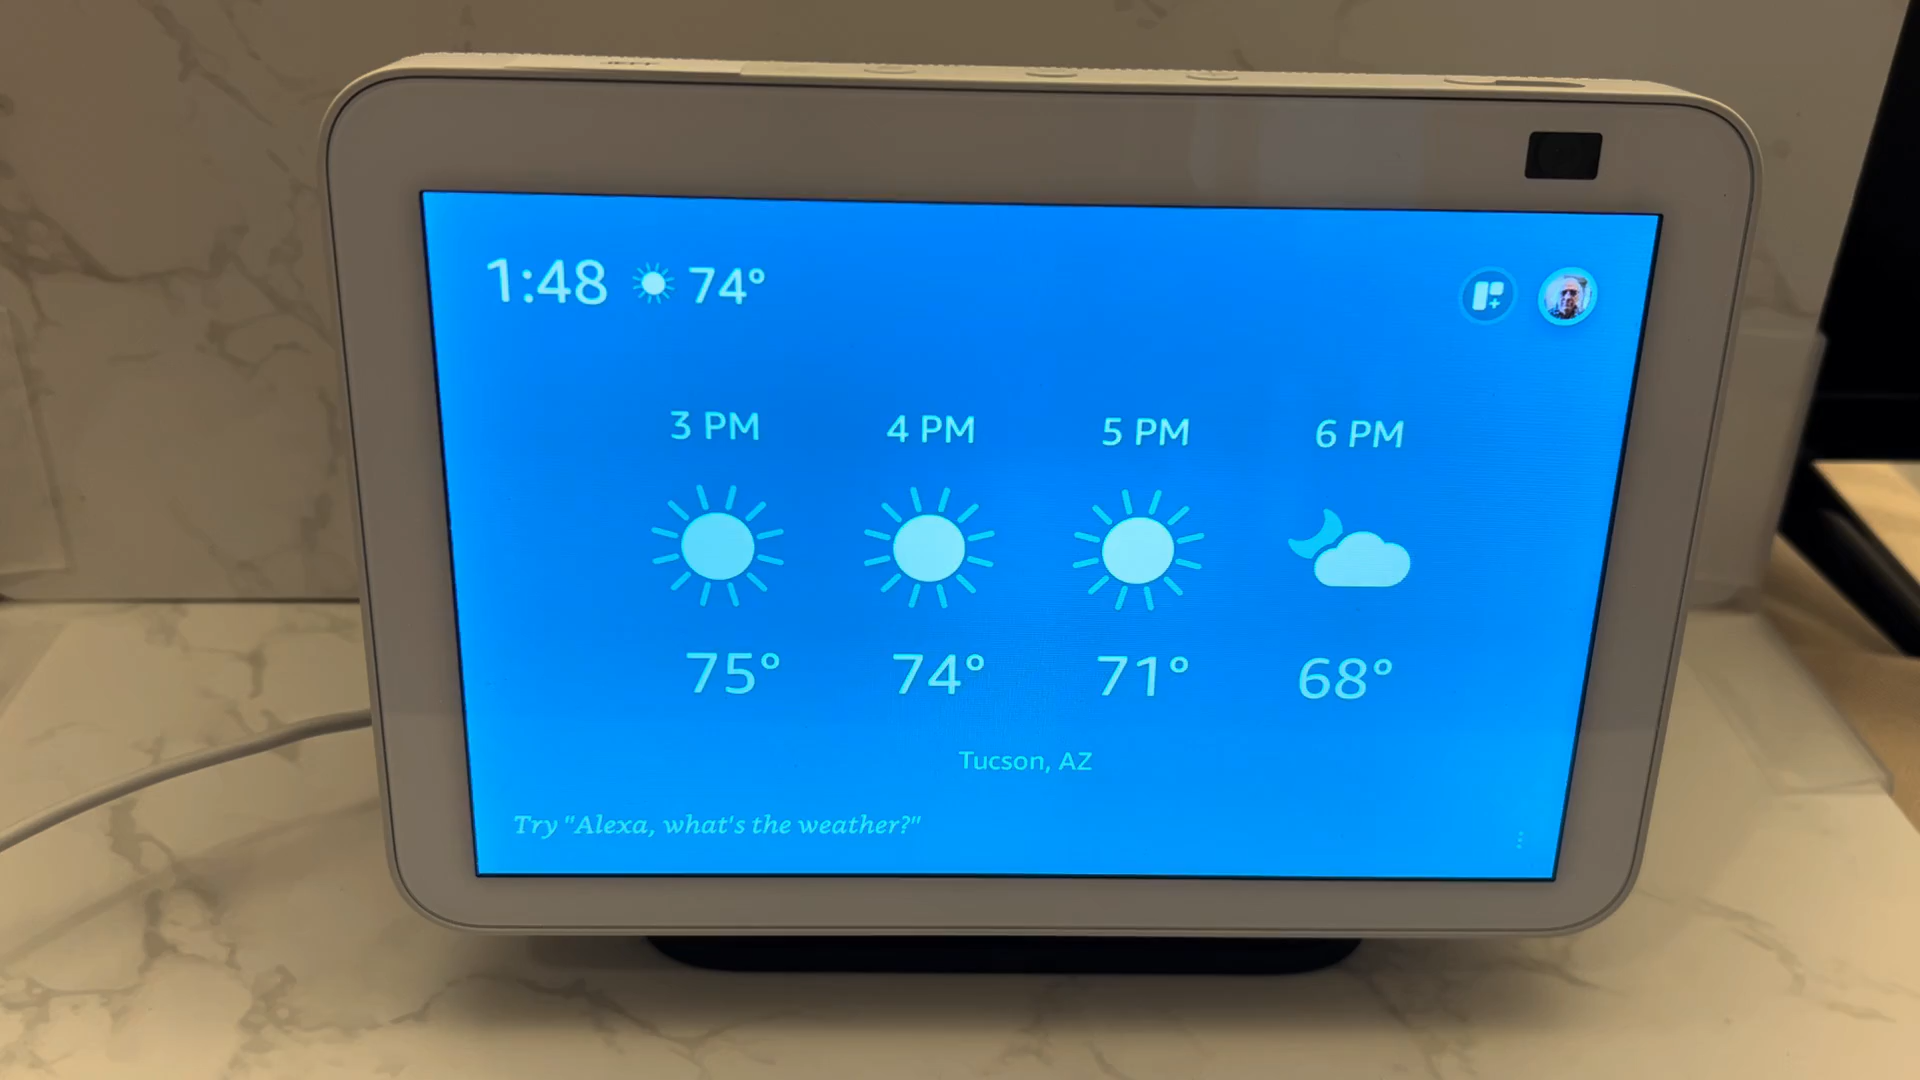 JEFF
1:48 74°
3 PM 4 PM 5 PM 6 PM
75° 74° 71° 68°
Tucson, AZ
Try "Alexa, what's the weather?"